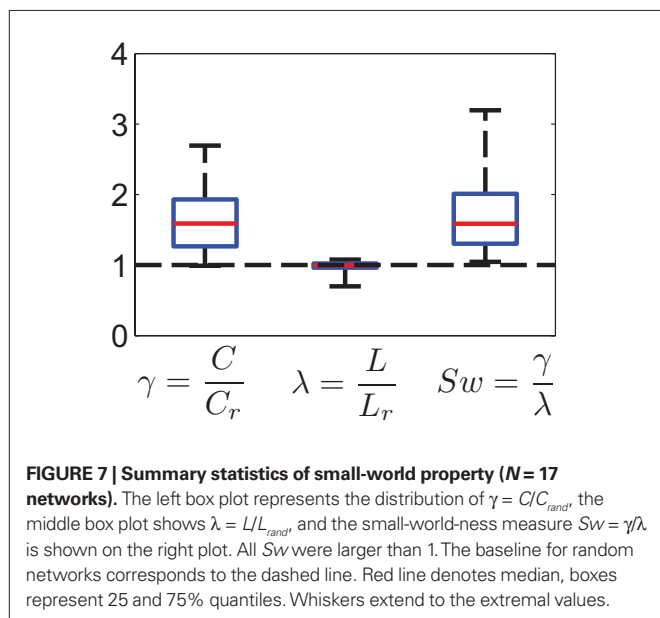 4
3
2
1
0
γ = C/C_r λ = L/L_r Sw = γ/λ
FIGURE 7 | Summary statistics of small-world property (N = 17
networks). The left box plot represents the distribution of γ = C/C_rand, the
middle box plot shows λ = L/L_rand, and the small-world-ness measure Sw = γ/λ
is shown on the right plot. All Sw were larger than 1. The baseline for random
networks corresponds to the dashed line. Red line denotes median, boxes
represent 25 and 75% quantiles. Whiskers extend to the extremal values.